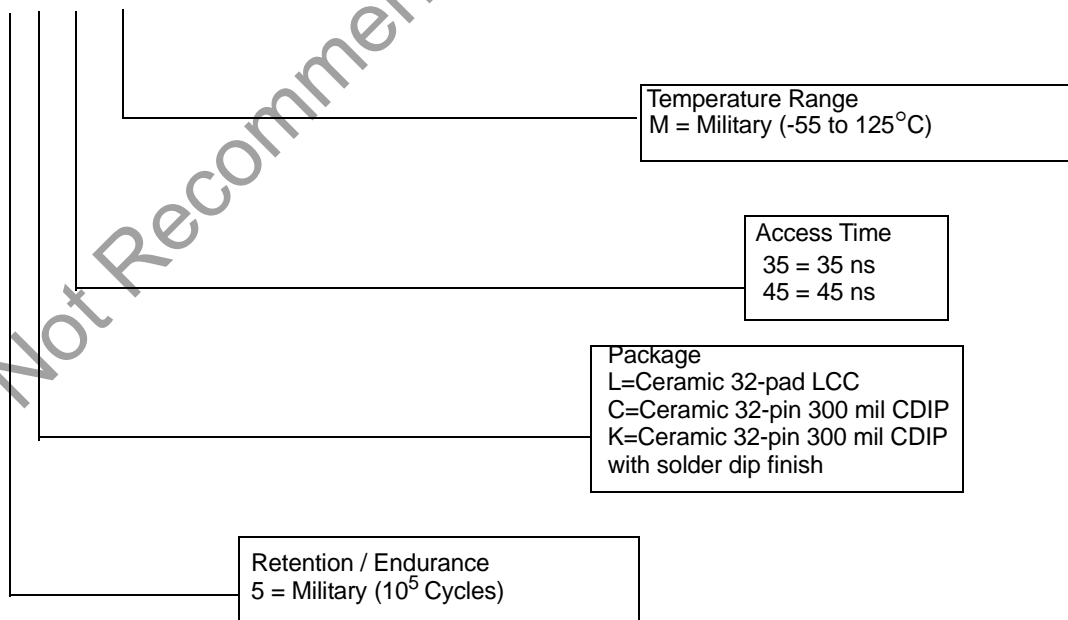 Temperature Range
M = Military (-55 to 125°C)
Access Time
35 = 35 ns
45 = 45 ns
Package
L=Ceramic 32-pad LCC
C=Ceramic 32-pin 300 mil CDIP
K=Ceramic 32-pin 300 mil CDIP
with solder dip finish
Retention / Endurance
5 = Military (10⁵ Cycles)
Not Recommen